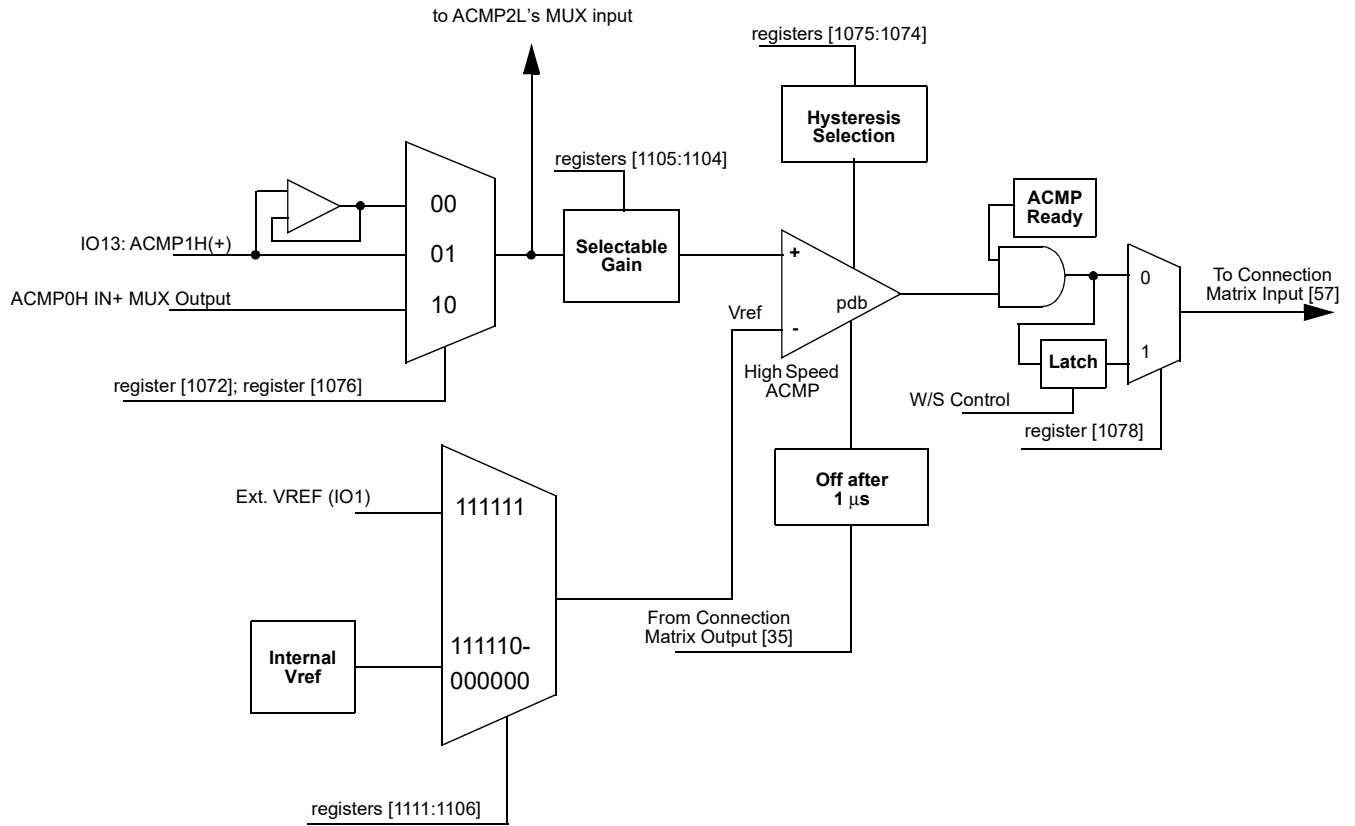 to ACMP2L's MUX input
registers [1075:1074]
Hysteresis
Selection
registers [1105:1104]
ACMP
Ready
00
IO13: ACMP1H(+)
01
Selectable
Gain
+
0
To Connection
Matrix Input [57]
ACMP0H IN+ MUX Output
10
pdb
Vref
-
1
Latch
High Speed
ACMP
register [1072]; register [1076]
W/S Control
register [1078]
Off after
1 µs
Ext. VREF (IO1)
111111
From Connection
Matrix Output [35]
Internal
Vref
111110-
000000
registers [1111:1106]